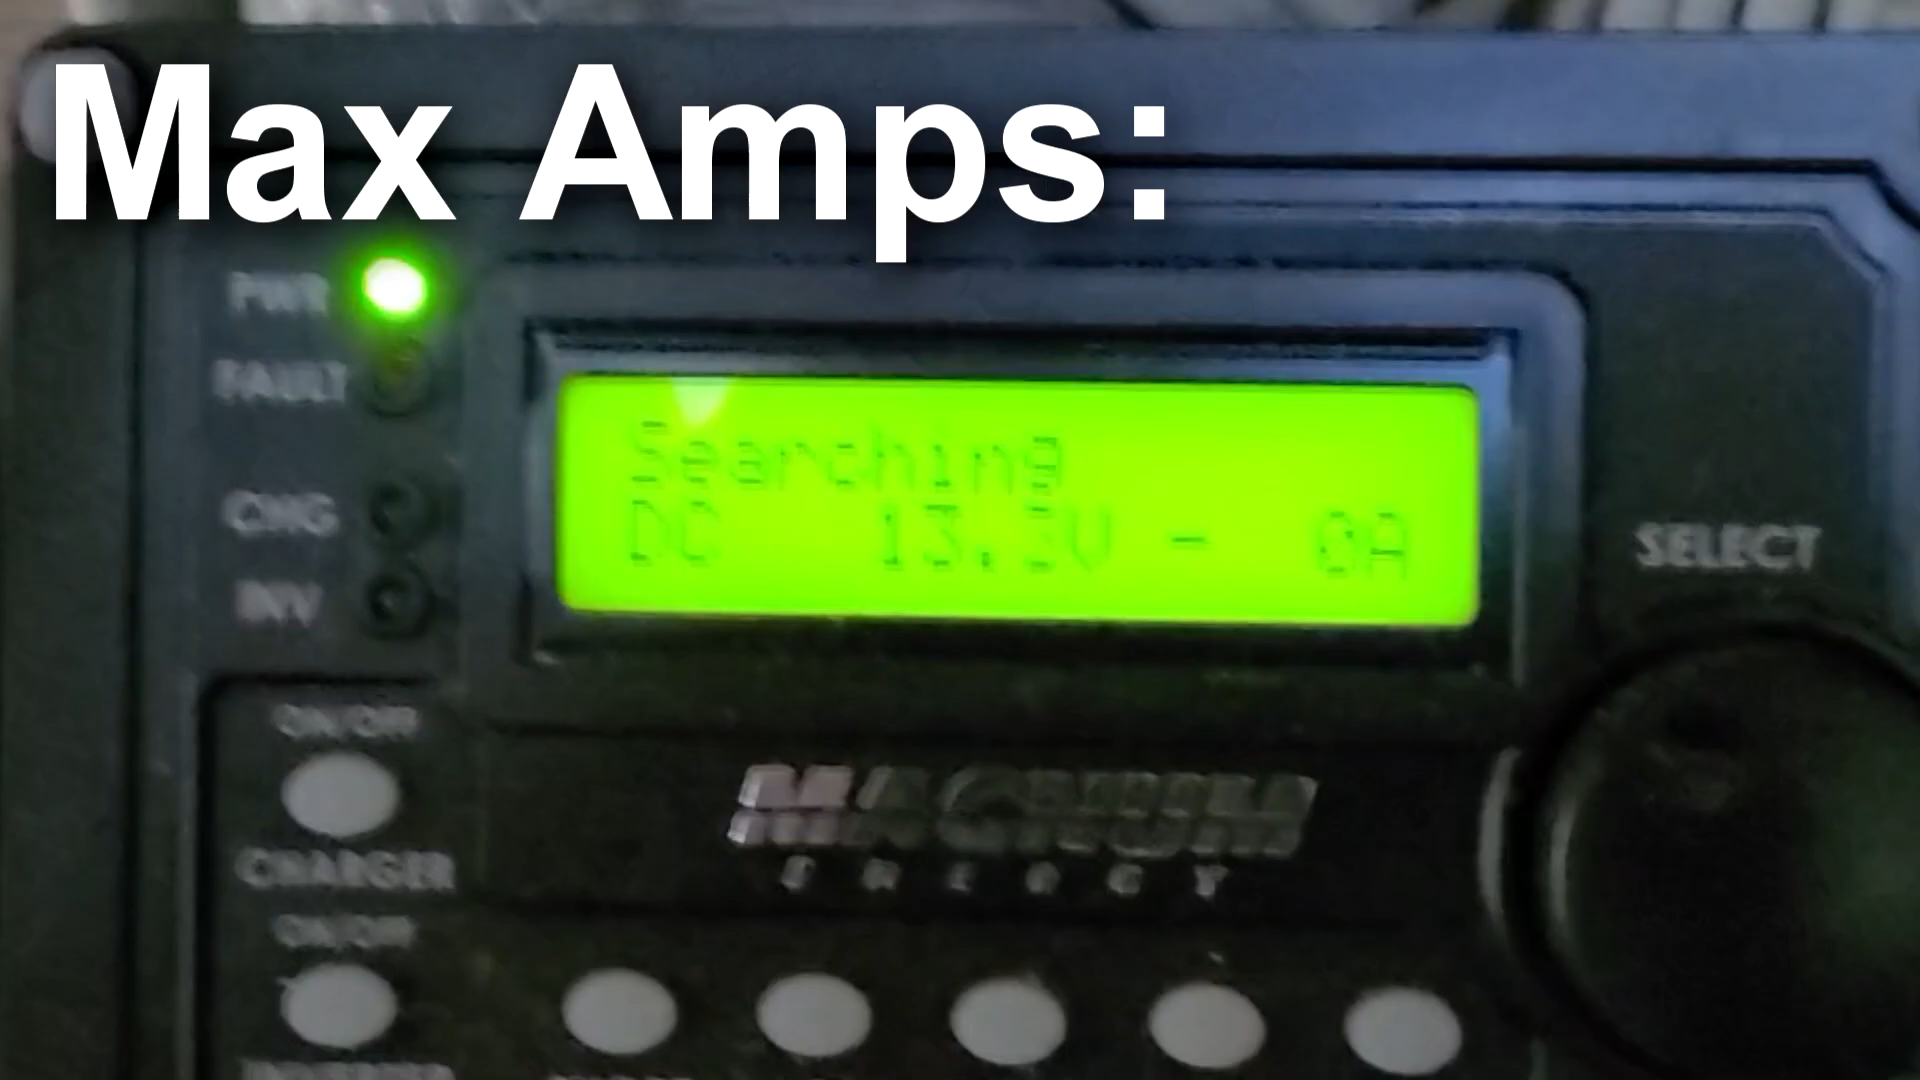 Max Amps:
PWR
FAULT
Searching
DC 13.3V - 0A
CHG
INV
SELECT
ON/OFF
MAGNUM
ENERGY
CHARGER
ON/OFF